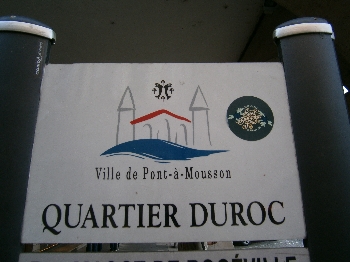 Ville de Pont-à-Mousson
QUARTIER DUROC